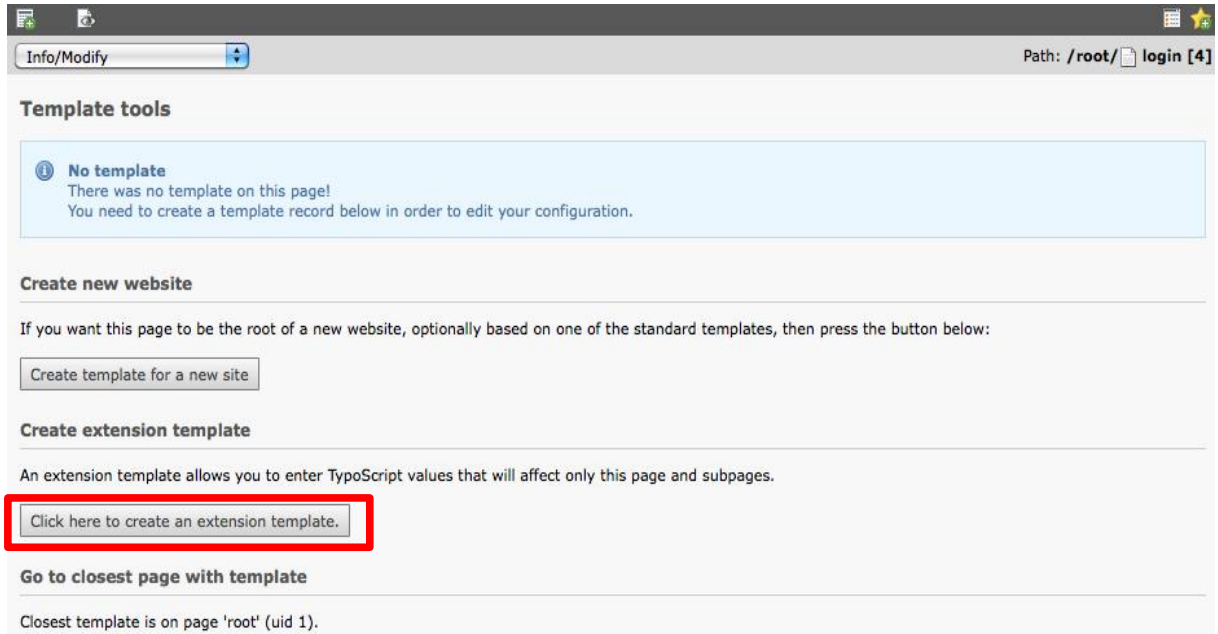 Info/Modify
Path: /root/ login [4]
Template tools
No template
There was no template on this page!
You need to create a template record below in order to edit your configuration.
Create new website
If you want this page to be the root of a new website, optionally based on one of the standard templates, then press the button below:
Create template for a new site
Create extension template
An extension template allows you to enter TypoScript values that will affect only this page and subpages.
Click here to create an extension template.
Go to closest page with template
Closest template is on page 'root' (uid 1).